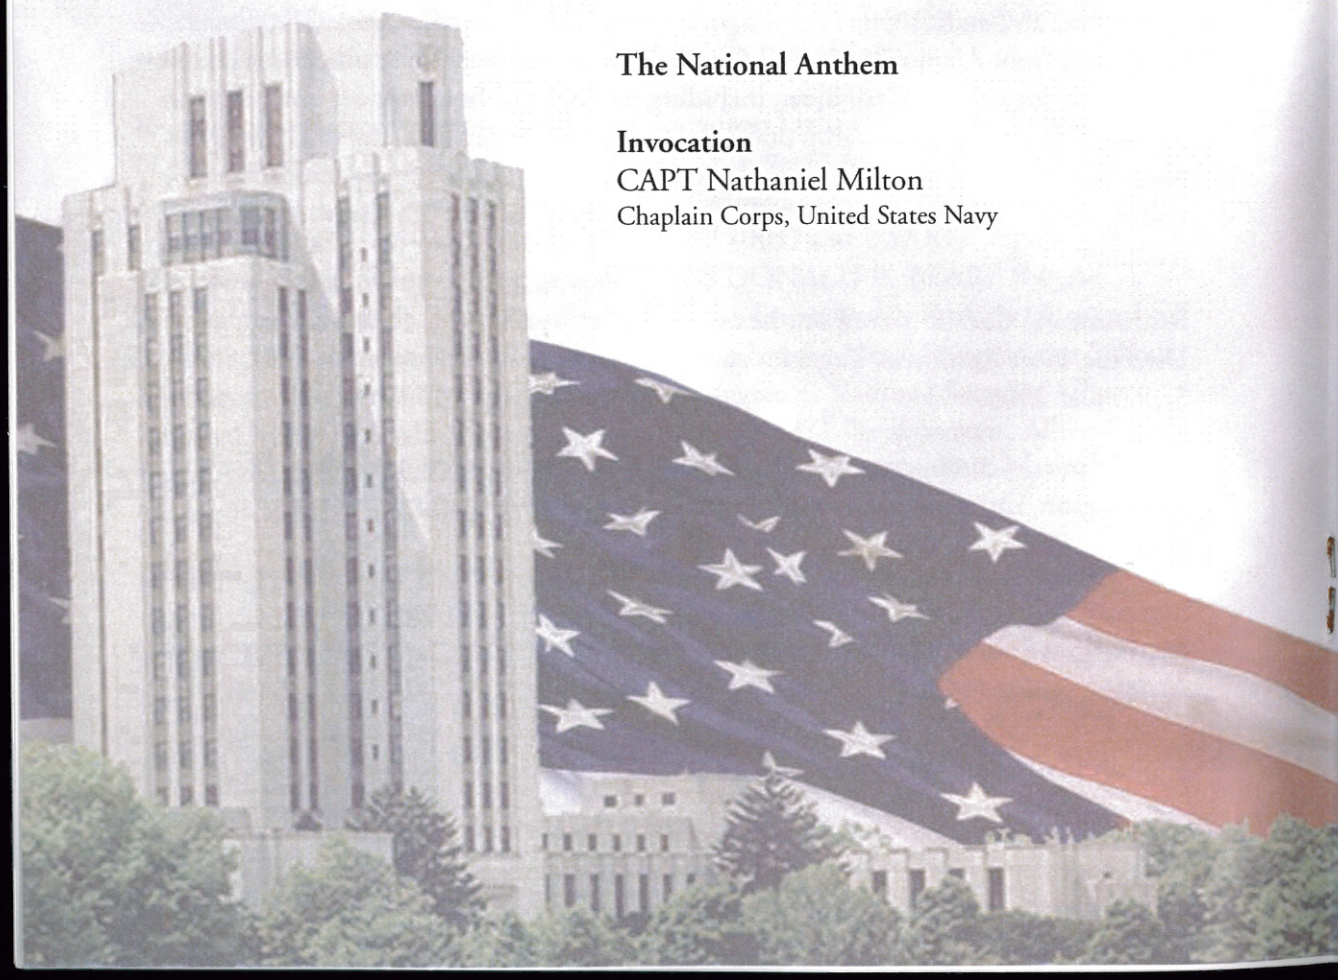 The National Anthem
Invocation
CAPT Nathaniel Milton
Chaplain Corps, United States Navy